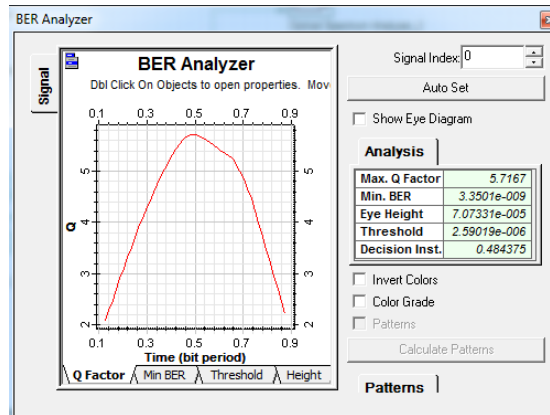 BER Analyzer
Signal
BER Analyzer
Dbl Click On Objects to open properties. Mov
0.1 0.3 0.5 0.7 0.9
Q
5 5
4 4
3 3
2 2
0.1 0.3 0.5 0.7 0.9
Time (bit period)
Q Factor Min BER Threshold Height
Signal Index: 0
Auto Set
Show Eye Diagram
Analysis
Max. Q Factor 5.7167
Min. BER 3.3501e-009
Eye Height 7.07331e-005
Threshold 2.59019e-006
Decision Inst. 0.484375
Invert Colors
Color Grade
Patterns
Calculate Patterns
Patterns